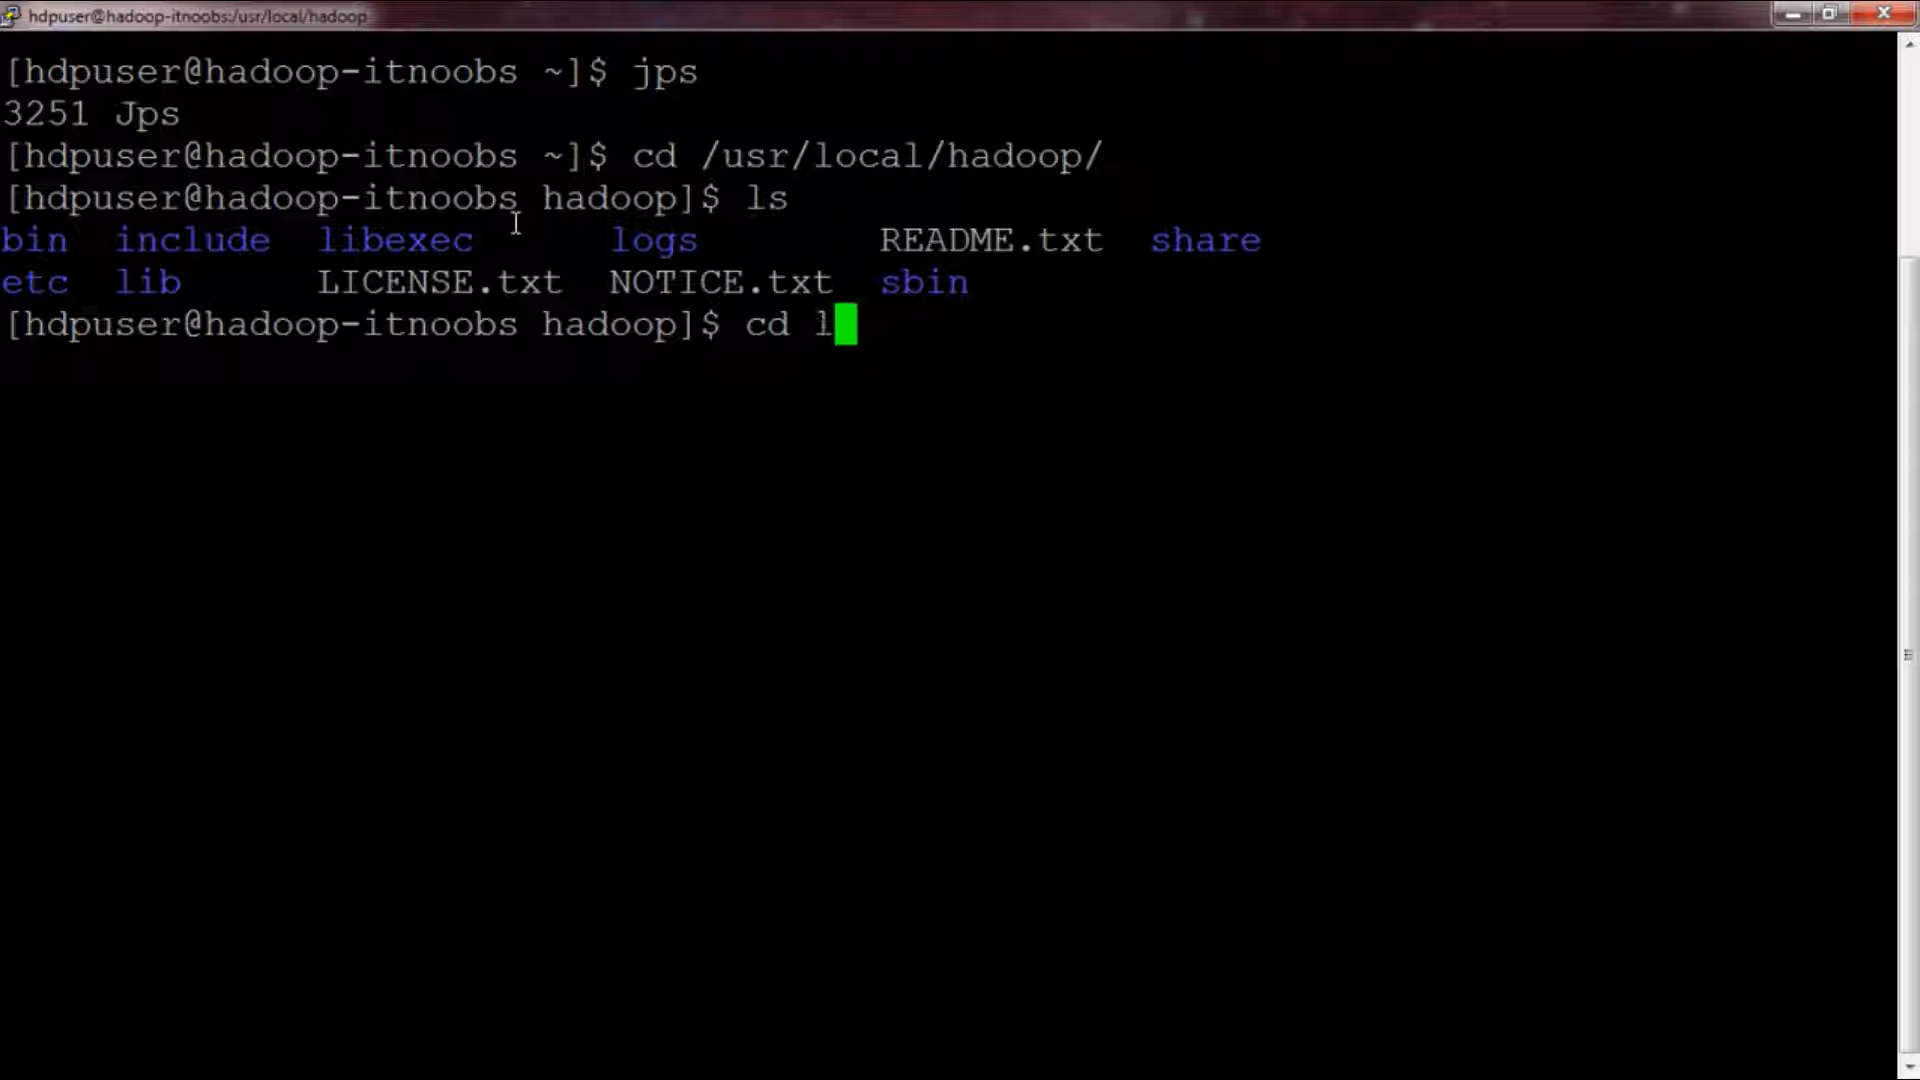 hdpuser@hadoop-itnoobs:/usr/local/hadoop
[hdpuser@hadoop-itnoobs ~]$ jps
3251 Jps
[hdpuser@hadoop-itnoobs ~]$ cd /usr/local/hadoop/
[hdpuser@hadoop-itnoobs hadoop]$ ls
bin include libexec logs README.txt share
etc lib LICENSE.txt NOTICE.txt sbin
[hdpuser@hadoop-itnoobs hadoop]$ cd l